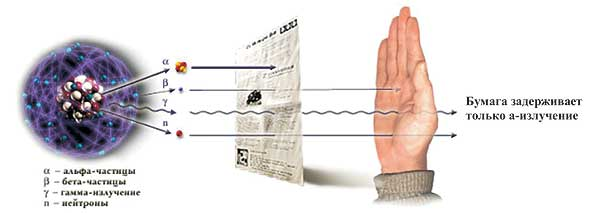 α
β
γ
n
Бумага задерживает
только а-излучение
α – альфа-частицы
β – бета-частицы
γ – гамма-излучение
n – нейтроны